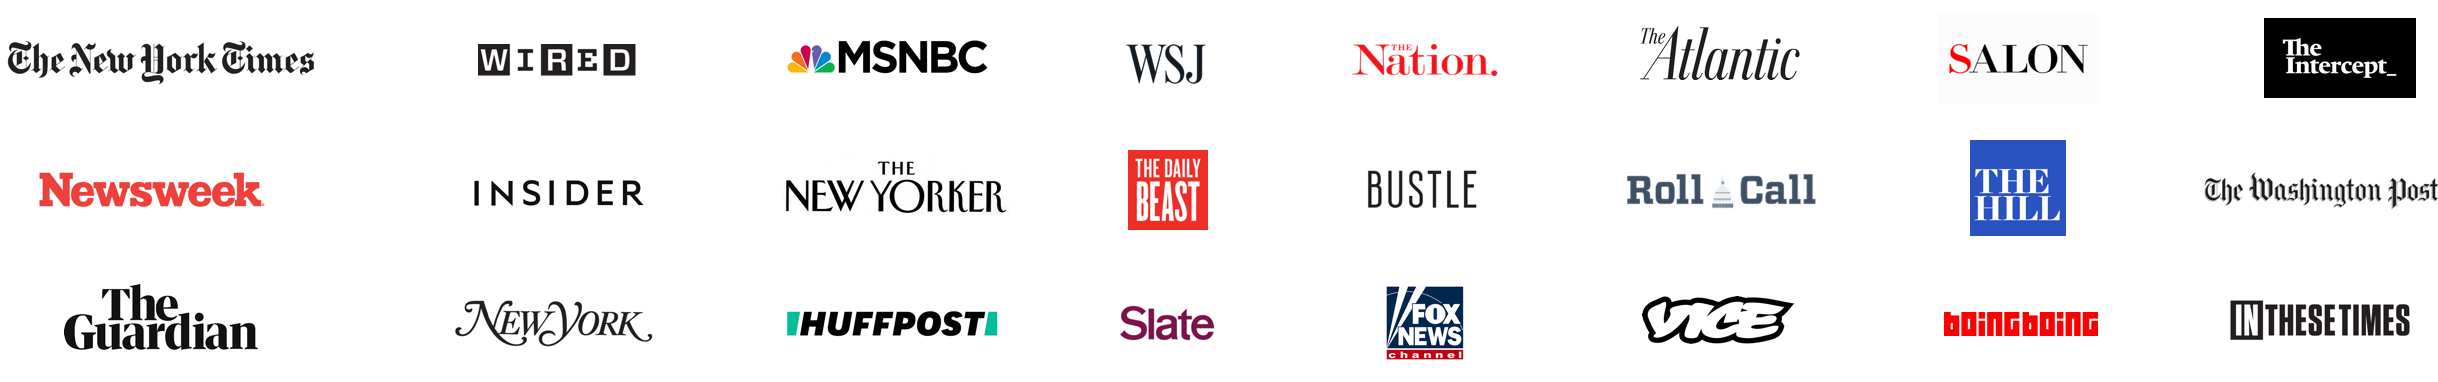 The New York Times
WIRED
MSNBC
WSJ
THE
Nation.
The
Atlantic
SALON
The
Intercept_
Newsweek
INSIDER
THE
NEW YORKER
THE DAILY
BEAST
BUSTLE
Roll Call
THE
HILL
The Washington Post
The
Guardian
NEW YORK
HUFFPOST
Slate
FOX
NEWS
channel
VICE
boingboing
IN THESE TIMES